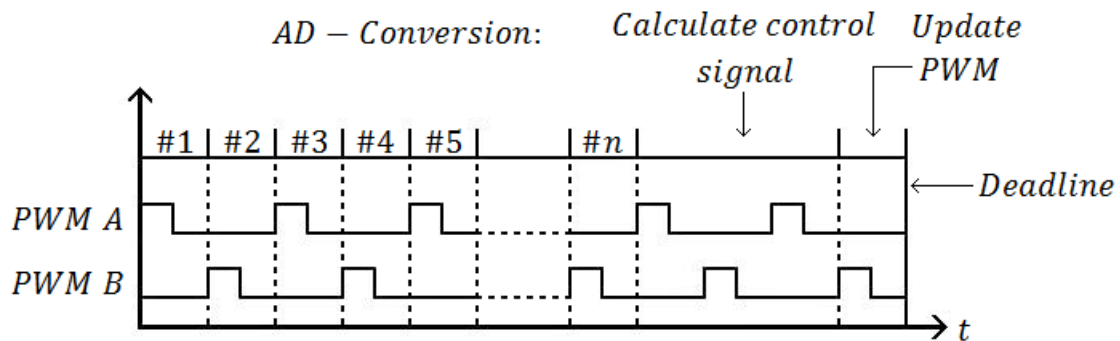 AD − Conversion:
Calculate control
signal
Update
PWM
#1 #2 #3 #4 #5 #n
Deadline
PWM A
PWM B
t